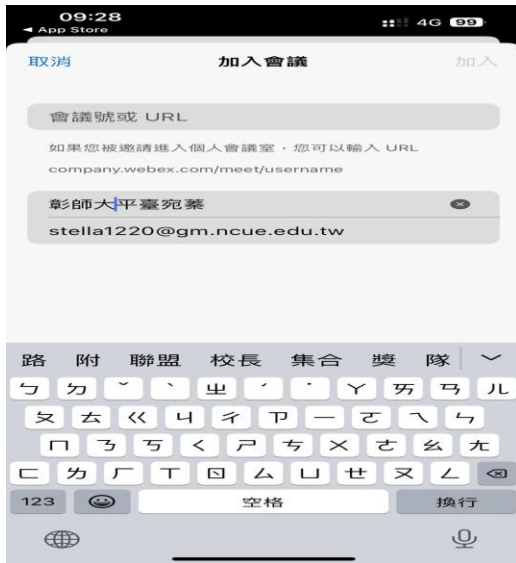 09:28
4G 99
◀ App Store
取消 加入會議 加入
會議號或 URL
如果您被邀請進入個人會議室，您可以輸入 URL
company.webex.com/meet/username
彰師大平臺宛蓁
stella1220@gm.ncue.edu.tw
路 附 聯盟 校長 集合 獎 隊
ㄅ ㄉ ˇ ˋ ㄓ ˊ ˙ ㄚ ㄞ ㄢ ㄦ
ㄆ ㄊ ㄍ ㄐ ㄔ ㄗ ㄧ ㄛ ㄟ ㄣ
ㄇ ㄋ ㄎ ㄑ ㄕ ㄘ ㄨ ㄜ ㄠ ㄤ
ㄈ ㄌ ㄏ ㄒ ㄖ ㄙ ㄩ ㄝ ㄡ ㄥ
123 空格 換行